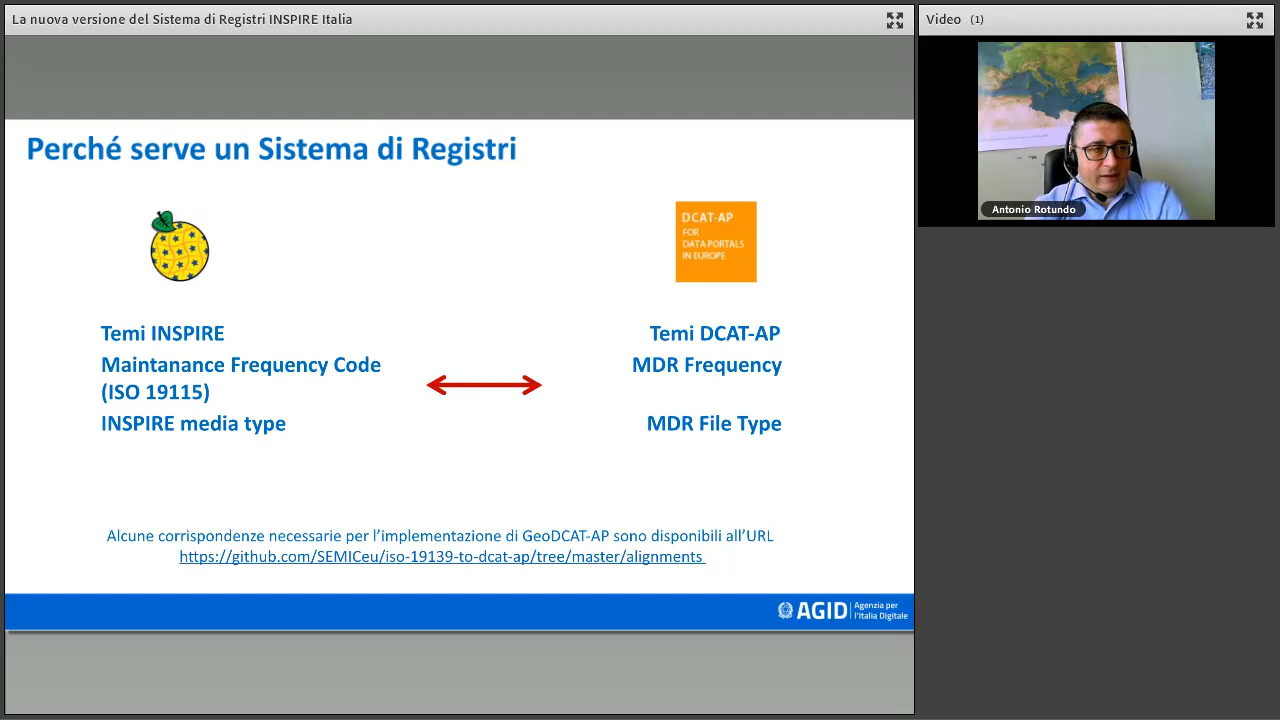 La nuova versione del Sistema di Registri INSPIRE Italia
Video (1)
Antonio Rotundo
Perché serve un Sistema di Registri
DCAT-AP
FOR
DATA PORTALS
IN EUROPE
Temi INSPIRE
Temi DCAT-AP
Maintanance Frequency Code
(ISO 19115)
MDR Frequency
INSPIRE media type
MDR File Type
Alcune corrispondenze necessarie per l’implementazione di GeoDCAT-AP sono disponibili all’URL
https://github.com/SEMICeu/iso-19139-to-dcat-ap/tree/master/alignments
AGID
Agenzia per
l'Italia Digitale